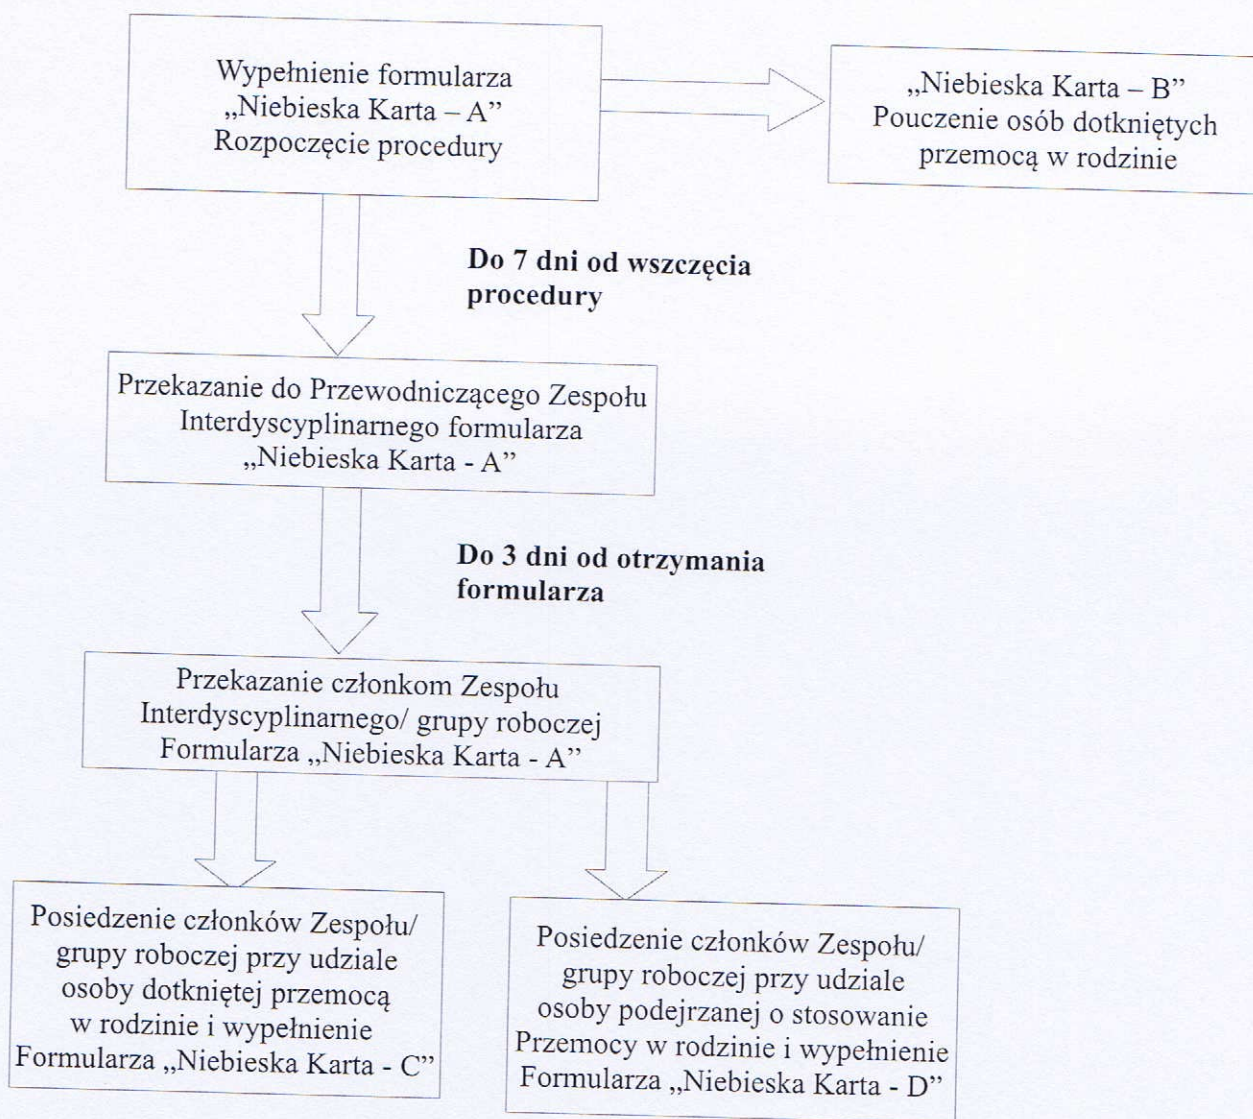 Wypełnienie formularza
„Niebieska Karta – A”
Rozpoczęcie procedury
„Niebieska Karta – B”
Pouczenie osób dotkniętych
przemocą w rodzinie
Do 7 dni od wszczęcia
procedury
Przekazanie do Przewodniczącego Zespołu
Interdyscyplinarnego formularza
„Niebieska Karta - A”
Do 3 dni od otrzymania
formularza
Przekazanie członkom Zespołu
Interdyscyplinarnego/ grupy roboczej
Formularza „Niebieska Karta - A”
Posiedzenie członków Zespołu/
grupy roboczej przy udziale
osoby dotkniętej przemocą
w rodzinie i wypełnienie
Formularza „Niebieska Karta - C”
Posiedzenie członków Zespołu/
grupy roboczej przy udziale
osoby podejrzanej o stosowanie
Przemocy w rodzinie i wypełnienie
Formularza „Niebieska Karta - D”